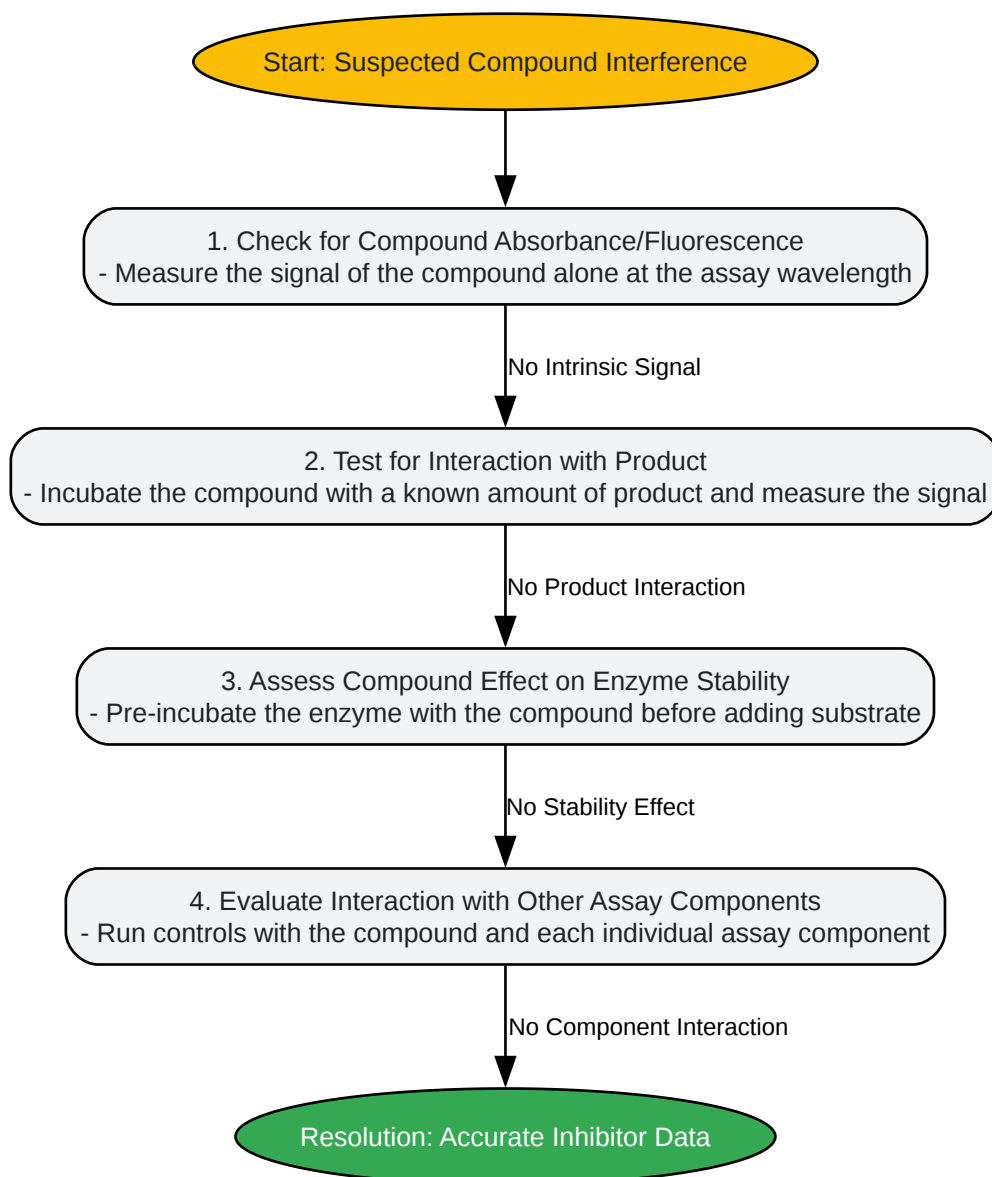 Start: Suspected Compound Interference
1. Check for Compound Absorbance/Fluorescence
- Measure the signal of the compound alone at the assay wavelength
No Intrinsic Signal
2. Test for Interaction with Product
- Incubate the compound with a known amount of product and measure the signal
No Product Interaction
3. Assess Compound Effect on Enzyme Stability
- Pre-incubate the enzyme with the compound before adding substrate
No Stability Effect
4. Evaluate Interaction with Other Assay Components
- Run controls with the compound and each individual assay component
No Component Interaction
Resolution: Accurate Inhibitor Data